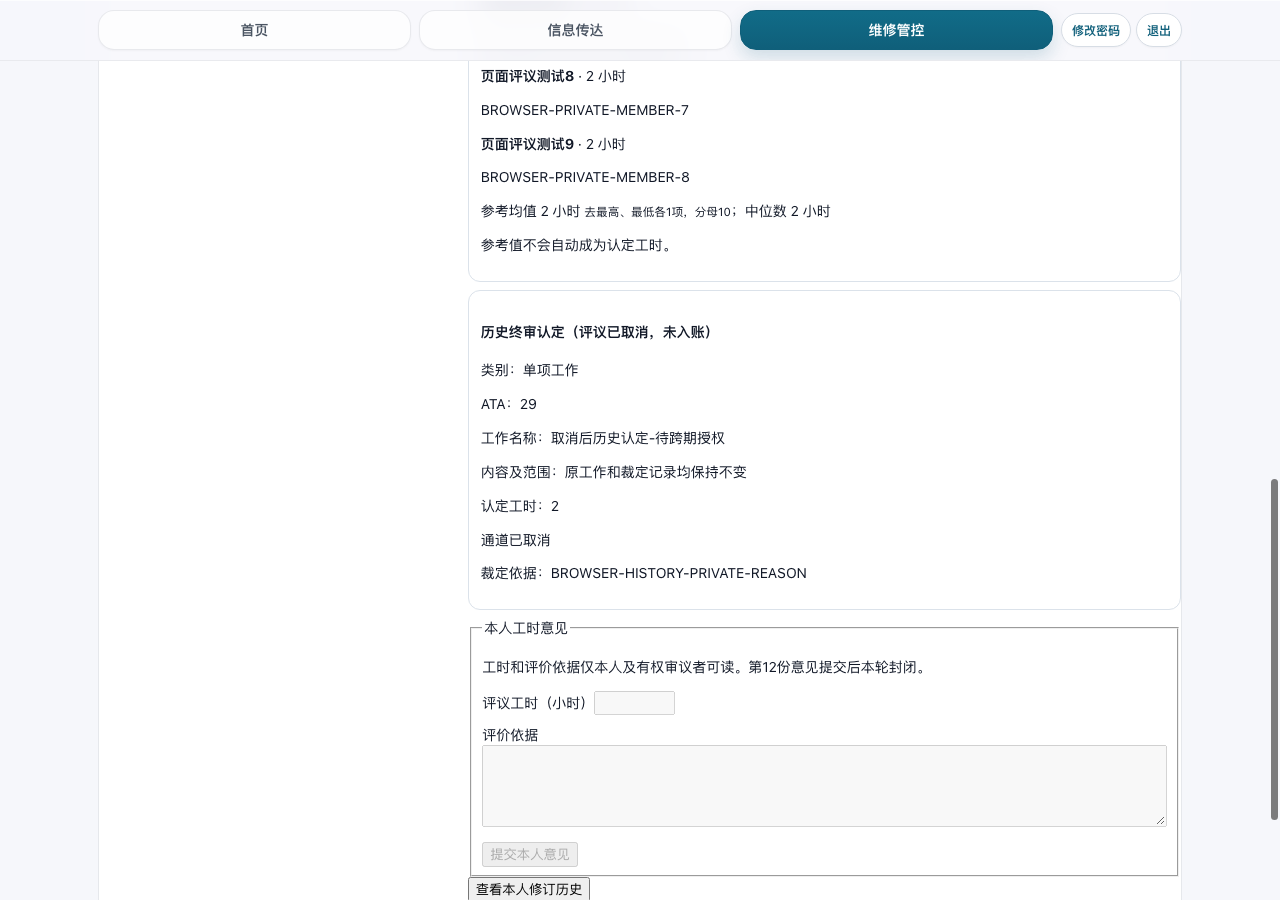 首页
信息传达
维修管控
修改密码
退出
页面评议测试8 · 2 小时
BROWSER-PRIVATE-MEMBER-7
页面评议测试9 · 2 小时
BROWSER-PRIVATE-MEMBER-8
参考均值 2 小时 去最高、最低各1项，分母10；中位数 2 小时
参考值不会自动成为认定工时。
历史终审认定（评议已取消，未入账）
类别：单项工作
ATA：29
工作名称：取消后历史认定-待跨期授权
内容及范围：原工作和裁定记录均保持不变
认定工时：2
通道已取消
裁定依据：BROWSER-HISTORY-PRIVATE-REASON
本人工时意见
工时和评价依据仅本人及有权审议者可读。第12份意见提交后本轮封闭。
评议工时（小时）
评价依据
提交本人意见
查看本人修订历史